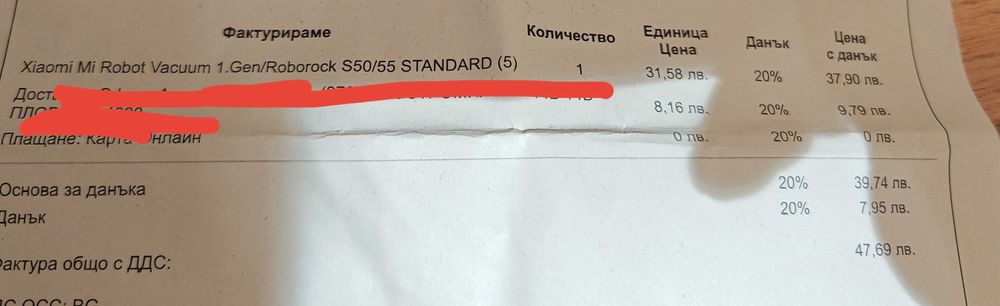 Фактурираме Количество Единица Цена Данък Цена с данък
Xiaomi Mi Robot Vacuum 1.Gen/Roborock S50/55 STANDARD (5) 1 31,58 лв. 20% 37,90 лв.
8,16 лв. 20% 9,79 лв.
Плащане: Карта Онлайн 0 лв. 20% 0 лв.
Основа за данъка 20% 39,74 лв.
Данък 20% 7,95 лв.
47,69 лв.
Фактура общо с ДДС: